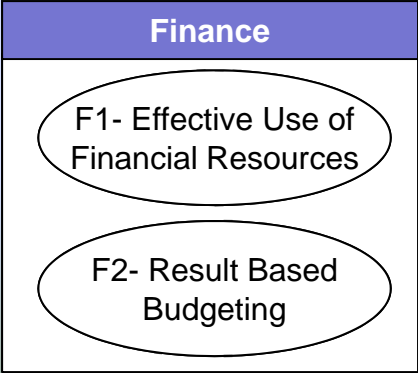 Finance
F1- Effective Use of
Financial Resources
F2- Result Based
Budgeting